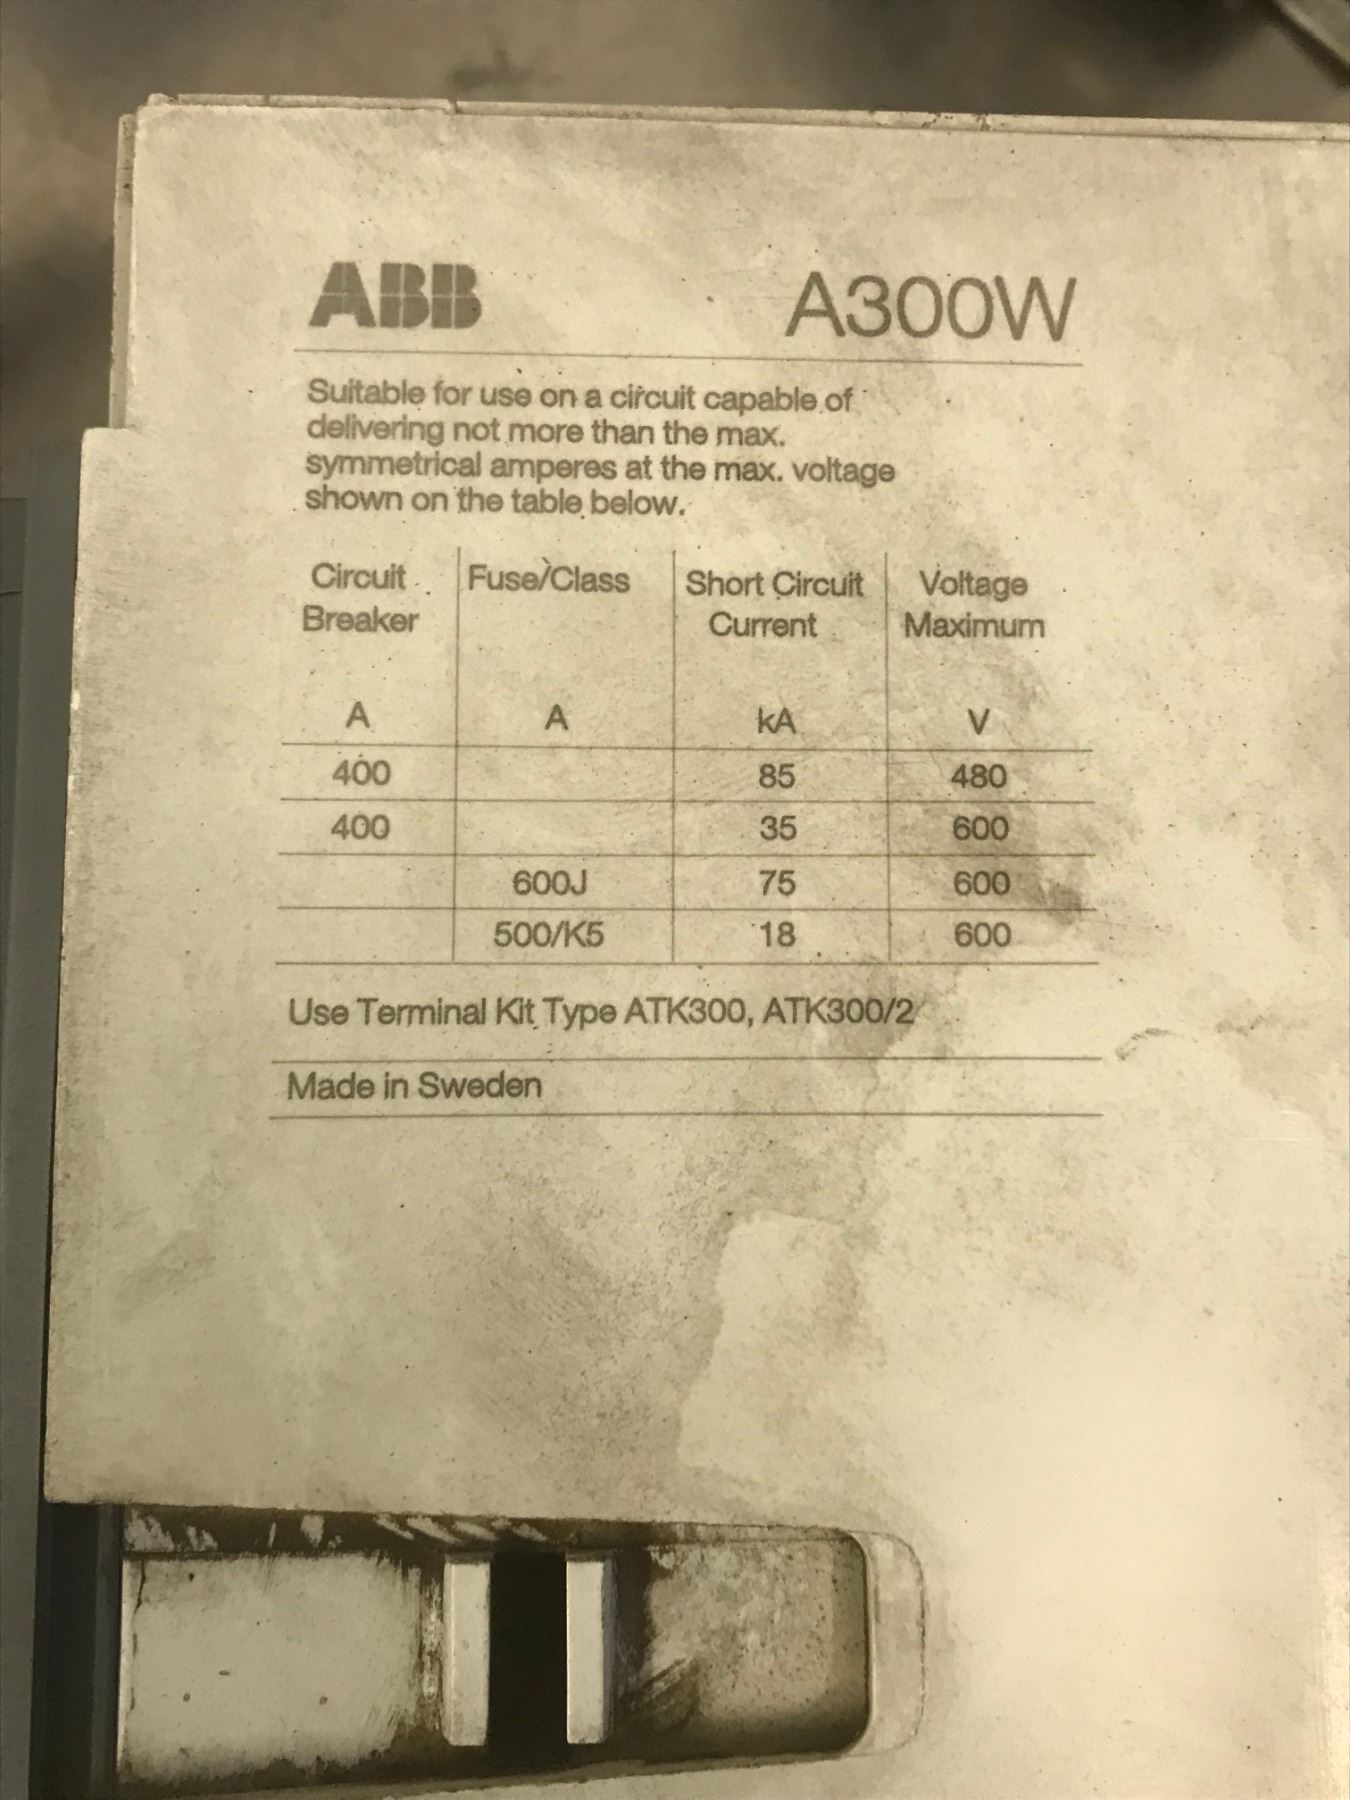 ABB A300W
Suitable for use on a circuit capable of
delivering not more than the max.
symmetrical amperes at the max. voltage
shown on the table below.
Circuit Breaker Fuse/Class Short Circuit Current Voltage Maximum
A A kA V
400 85 480
400 35 600
600J 75 600
500/K5 18 600
Use Terminal Kit Type ATK300, ATK300/2
Made in Sweden